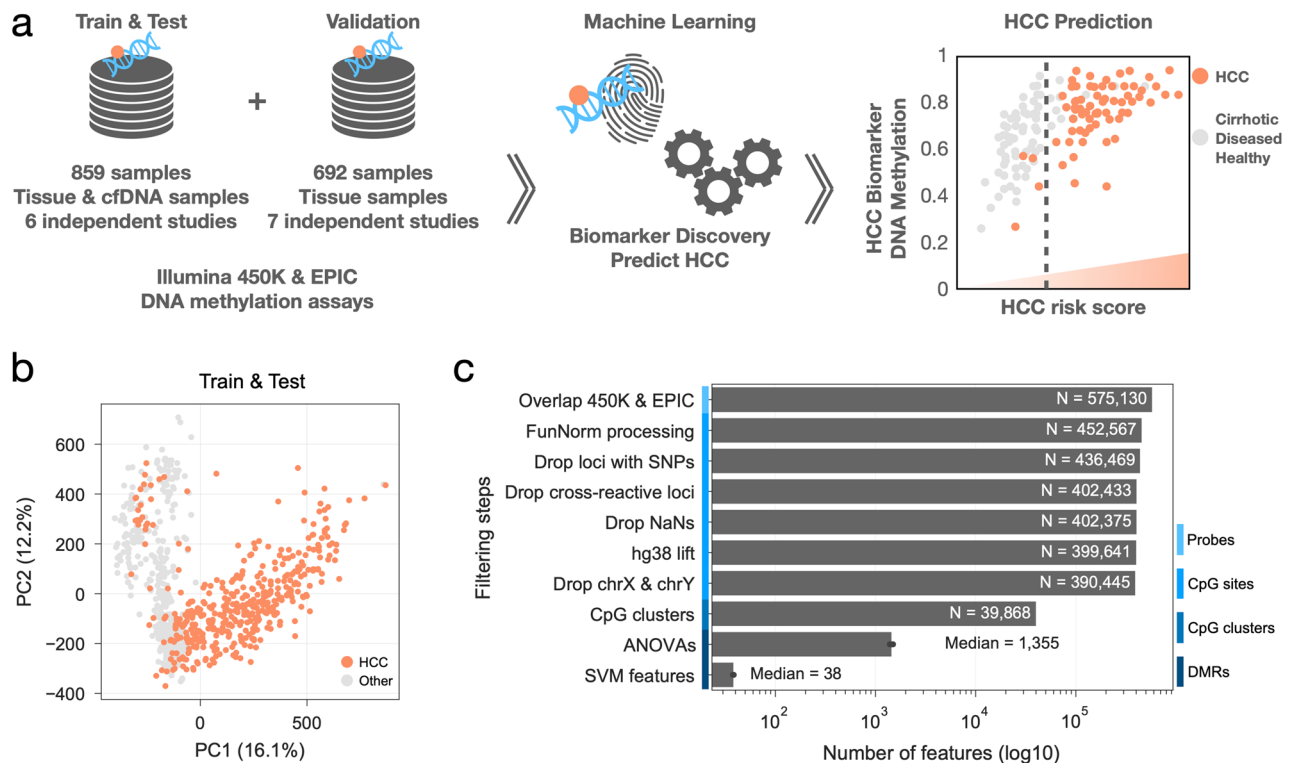 a
Train & Test
Validation
Machine Learning
HCC Prediction
+
859 samples
Tissue & cfDNA samples
6 independent studies
692 samples
Tissue samples
7 independent studies
Illumina 450K & EPIC
DNA methylation assays
Biomarker Discovery
Predict HCC
HCC Biomarker
DNA Methylation
1
0.8
0.6
0.4
0.2
0
HCC risk score
HCC
Cirrhotic
Diseased
Healthy
b
Train & Test
PC2 (12.2%)
600
400
200
0
−200
−400
0
500
PC1 (16.1%)
HCC
Other
c
Filtering steps
Overlap 450K & EPIC
N = 575,130
FunNorm processing
N = 452,567
Drop loci with SNPs
N = 436,469
Drop cross-reactive loci
N = 402,433
Drop NaNs
N = 402,375
hg38 lift
N = 399,641
Drop chrX & chrY
N = 390,445
CpG clusters
N = 39,868
ANOVAs
Median = 1,355
SVM features
Median = 38
10²
10³
10⁴
10⁵
Number of features (log10)
Probes
CpG sites
CpG clusters
DMRs